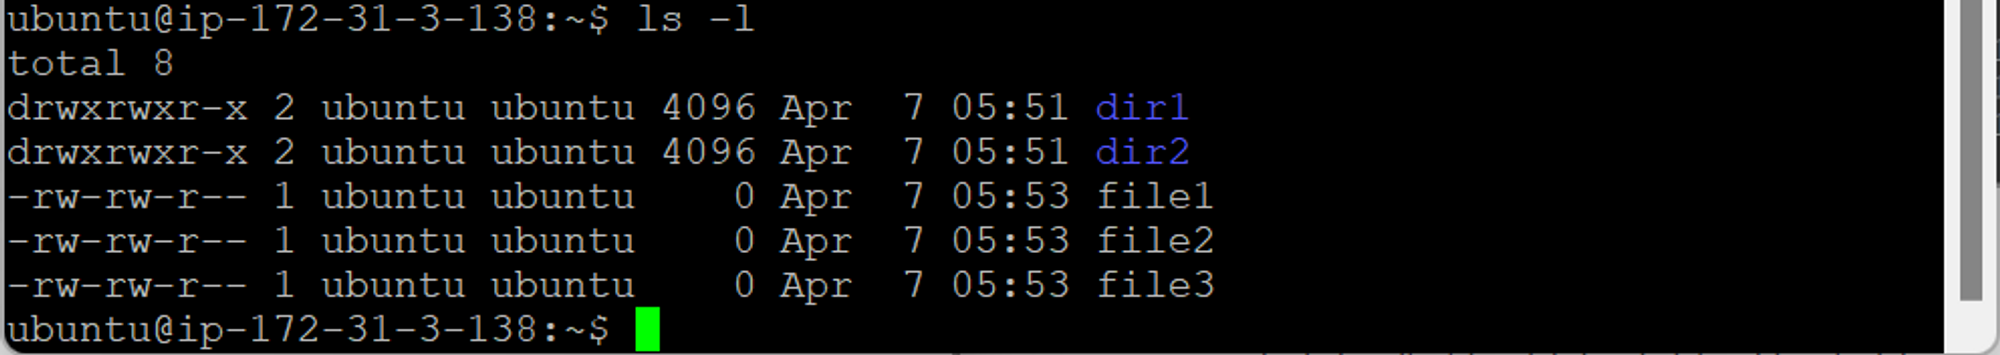 ubuntu@ip-172-31-3-138:~$ ls -l
total 8
drwxrwxr-x 2 ubuntu ubuntu 4096 Apr  7 05:51 dir1
drwxrwxr-x 2 ubuntu ubuntu 4096 Apr  7 05:51 dir2
-rw-rw-r-- 1 ubuntu ubuntu    0 Apr  7 05:53 file1
-rw-rw-r-- 1 ubuntu ubuntu    0 Apr  7 05:53 file2
-rw-rw-r-- 1 ubuntu ubuntu    0 Apr  7 05:53 file3
ubuntu@ip-172-31-3-138:~$